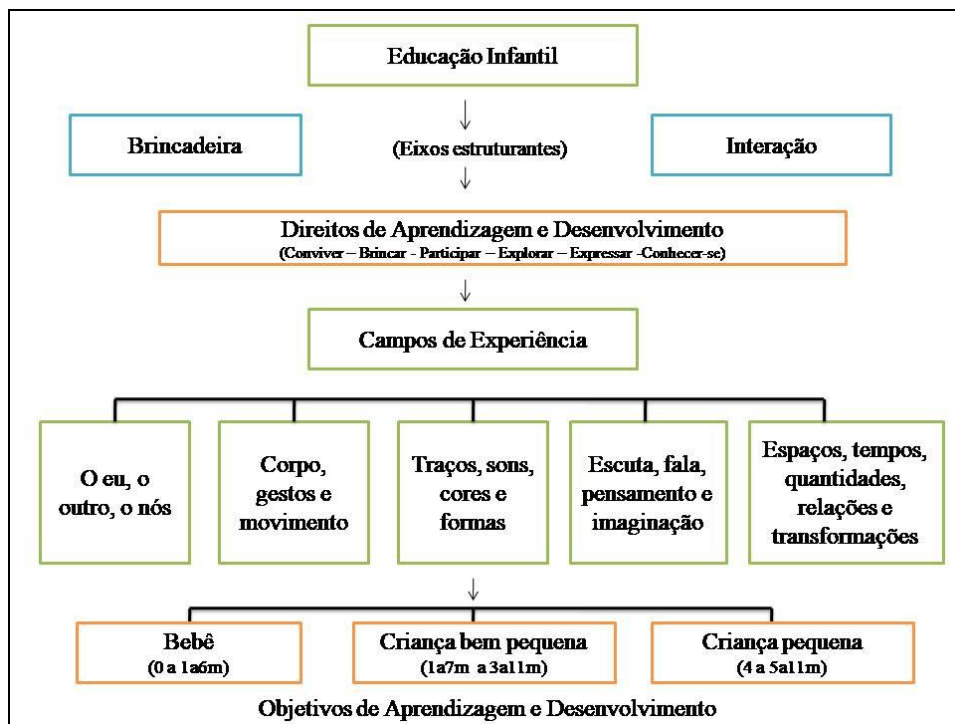 Educação Infantil
Brincadeira
(Eixos estruturantes)
Interação
Direitos de Aprendizagem e Desenvolvimento
(Conviver – Brincar - Participar – Explorar – Expressar -Conhecer-se)
Campos de Experiência
O eu, o
outro, o nós
Corpo,
gestos e
movimento
Traços, sons,
cores e
formas
Escuta, fala,
pensamento e
imaginação
Espaços, tempos,
quantidades,
relações e
transformações
Bebê
(0 a 1a6m)
Criança bem pequena
(1a7m a 3a11m)
Criança pequena
(4 a 5a11m)
Objetivos de Aprendizagem e Desenvolvimento